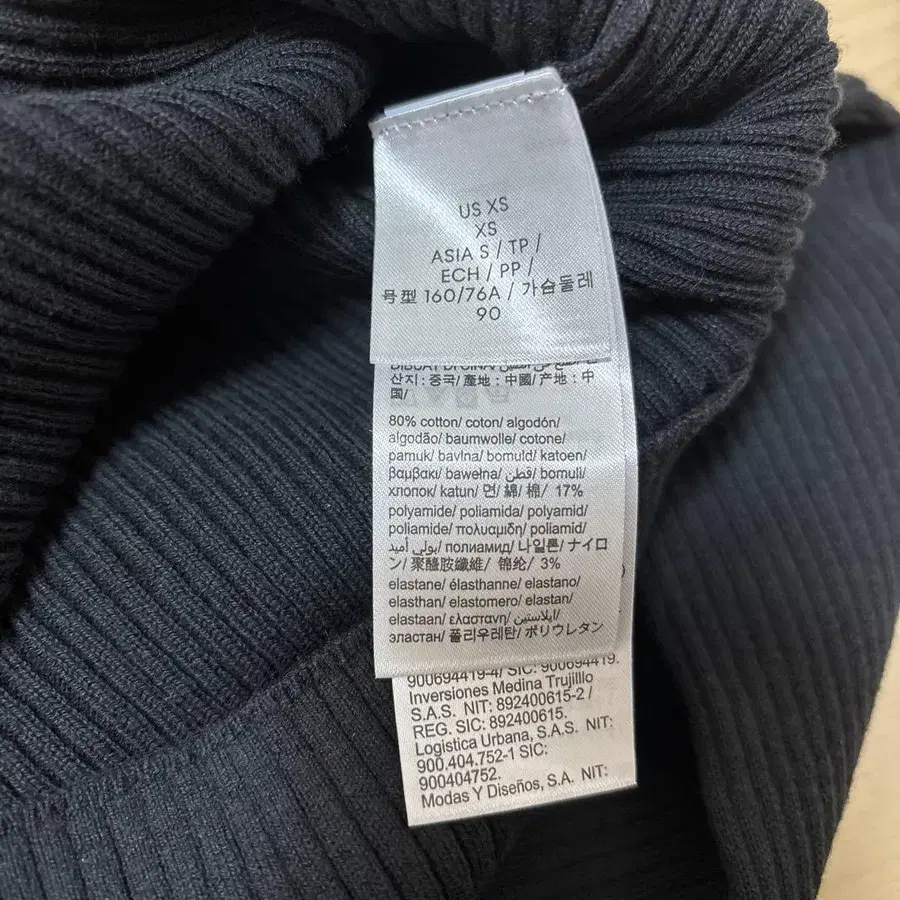 US XS
XS
ASIA S / TP /
ECH / PP /
号型 160/76A / 가슴둘레
90
산지 : 중국/ 產地 : 中國/ 产地 : 中
国/
80% cotton/ coton/ algodón/
algodão/ baumwolle/ cotone/
pamuk/ bavlna/ bomuld/ katoen/
βαμβακι/ bawełna/ قطن/ bomull/
хлопок/ katun/ 면/ 綿/ 棉/ 17%
polyamide/ poliamida/ polyamid/
poliamide/ πολυαμιδη/ poliamid/
بولي أميد/ полиамид/ 나일론/ ナイロ
ン/ 聚醯胺纖維/ 锦纶/ 3%
elastane/ élasthanne/ elastano/
elasthan/ elastomero/ elastan/
elastaan/ ελαστανη/ ايلاستين/
эластан/ 폴리우레탄/ ポリウレタン
900694419-4/ SIC: 900694419.
Inversiones Medina Trujillo
S.A.S. NIT: 892400615-2 /
REG. SIC: 892400615.
Logistica Urbana, S.A.S. NIT:
900.404.752-1 SIC:
900404752.
Modas Y Diseños, S.A. NIT: